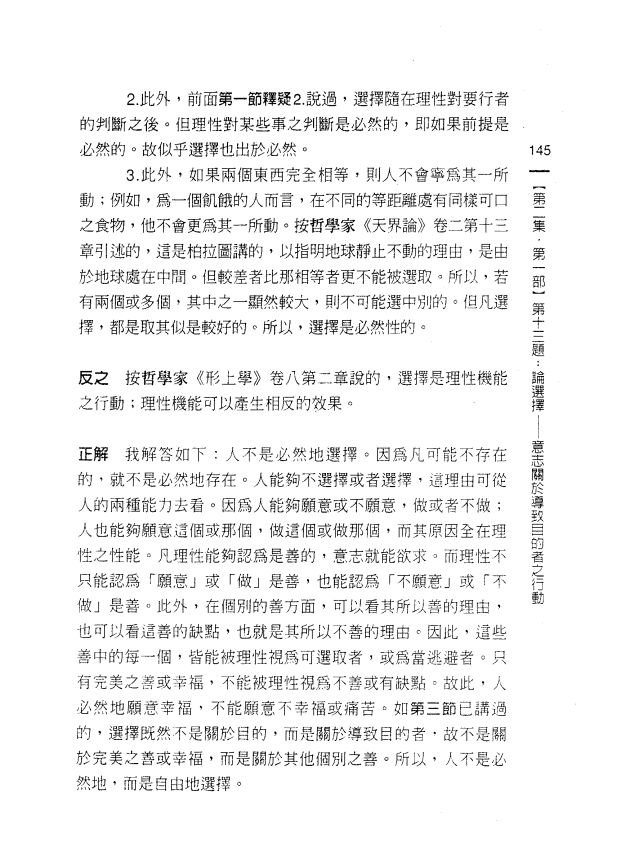 2.此外，前面第一節釋疑2.說過，選擇隨在理性對要行者
的判斷之後。但理性對某些事之判斷是必然的，即如果前提是
必然的。故似乎選擇也出於必然。
3.此外，如果兩個東西完全相等，則人不會寧爲其一所
動；例如，爲一個飢餓的人而言，在不同的等距離處有同樣可口
之食物，他不會更爲其一所動。按哲學家《天界論》卷二第十三
章引述的，這是柏拉圖講的，以指明地球靜止不動的理由，是由
於地球處在中間。但較差者比那相等者更不能被選取。所以，若
有兩個或多個，其中之一顯然較大，則不可能選中別的。但凡選
擇，都是取其似是較好的。所以，選擇是必然性的。
反之　按哲學家《形上學》卷八第二章說的，選擇是理性機能
之行動；理性機能可以產生相反的效果。
正解　我解答如下：人不是必然地選擇。因爲凡可能不存在
的，就不是必然地存在。人能夠不選擇或者選擇，這理由可從
人的兩種能力去看。因爲人能夠願意或不願意，做或者不做；
人也能夠願意這個或那個，做這個或做那個，而其原因全在理
性之性能。凡理性能夠認爲是善的，意志就能欲求。而理性不
只能認爲「願意」或「做」是善，也能認爲「不願意」或「不
做」是善。此外，在個別的善方面，可以看其所以善的理由，
也可以看這善的缺點，也就是其所以不善的理由。因此，這些
善中的每一個，皆能被理性視爲可選取者，或爲當逃避者。只
有完美之善或幸福，不能被理性視爲不善或有缺點。故此，人
必然地願意幸福，不能願意不幸福或痛苦。如第三節已講過
的，選擇既然不是關於目的，而是關於導致目的者，故不是關
於完美之善或幸福，而是關於其他個別之善。所以，人不是必
然地，而是自由地選擇。
145
【第二集·第一部】第十三題：論選擇——意志關於導致目的者之行動